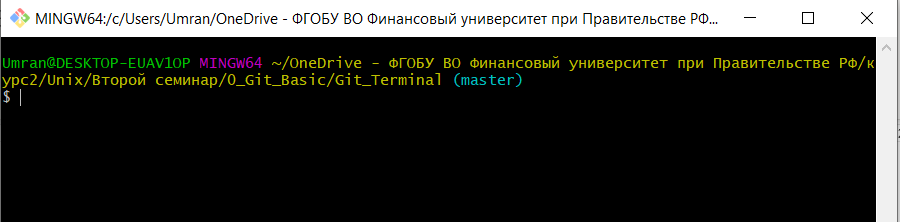 MINGW64:/c/Users/Umran/OneDrive - ФГОБУ ВО Финансовый университет при Правительстве РФ...
Umran@DESKTOP-EUAV1OP MINGW64 ~/OneDrive - ФГОБУ ВО Финансовый университет при Правительстве РФ/к
урс2/Unix/Второй семинар/0_Git_Basic/Git_Terminal (master)
$